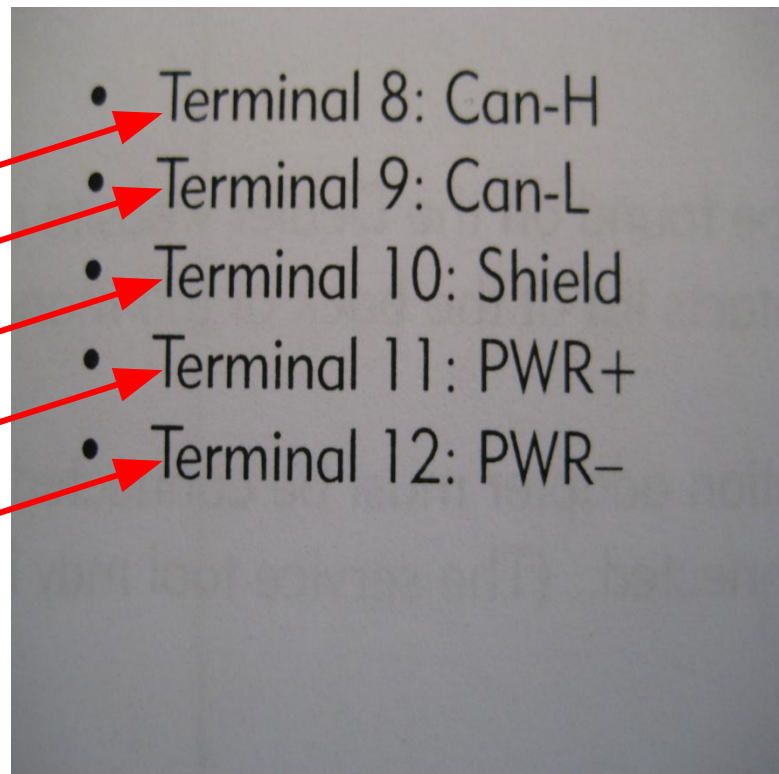 • Terminal 8: Can-H
• Terminal 9: Can-L
• Terminal 10: Shield
• Terminal 11: PWR+
• Terminal 12: PWR–